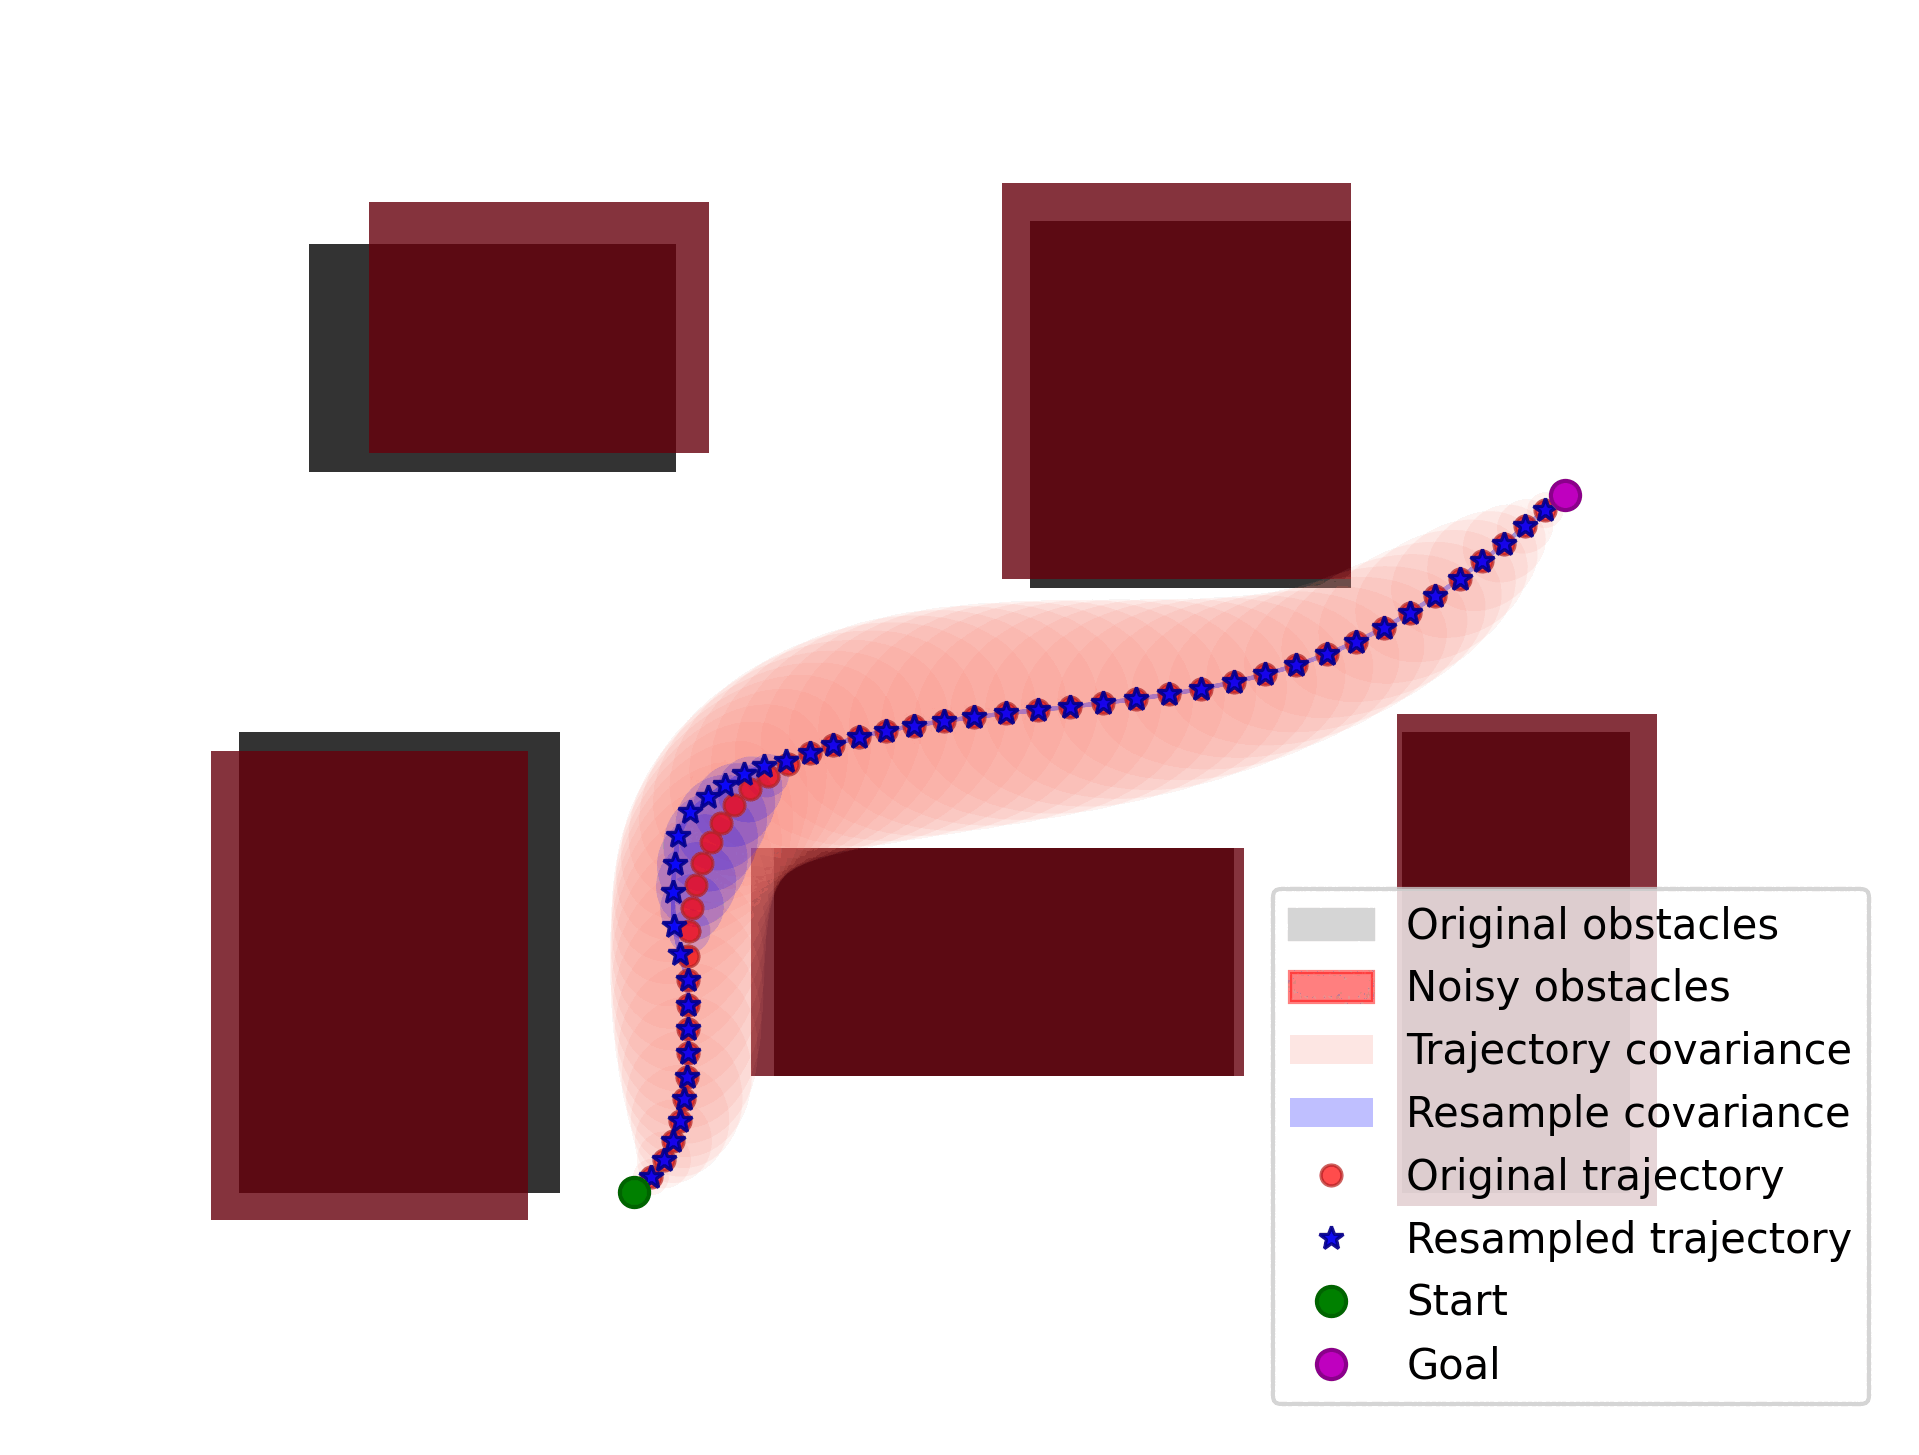 Original obstacles
Noisy obstacles
Trajectory covariance
Resample covariance
Original trajectory
Resampled trajectory
Start
Goal